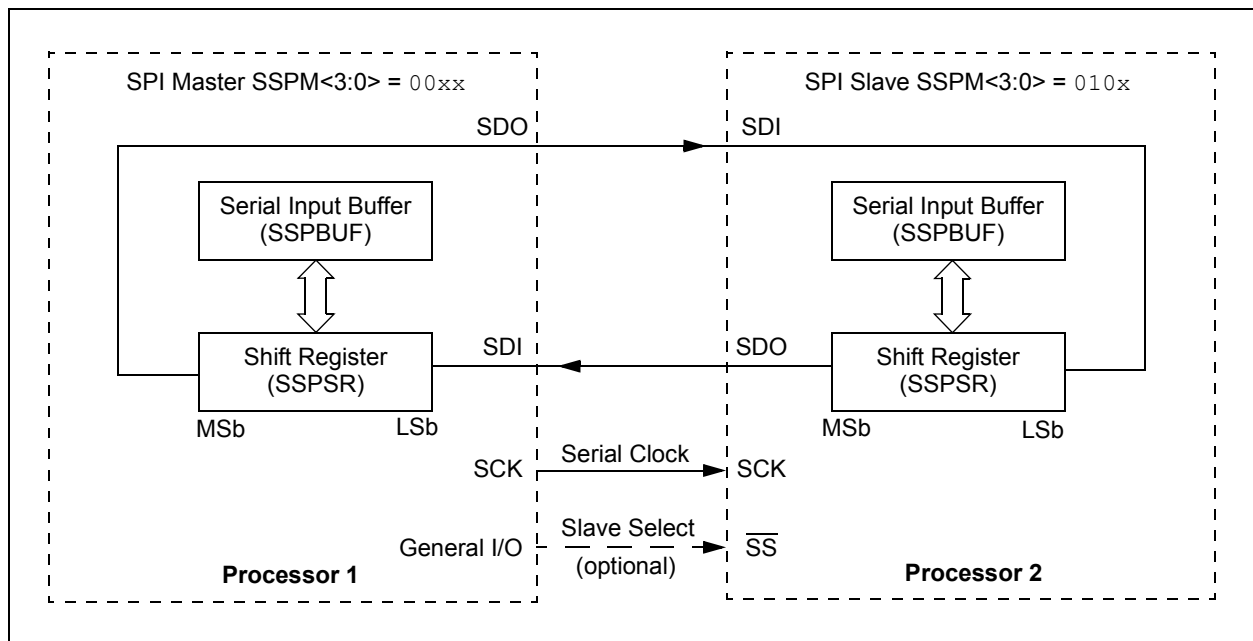 SPI Master SSPM<3:0> = 00xx
SDO
Serial Input Buffer
(SSPBUF)
Shift Register
(SSPSR)
MSb
LSb
SDI
SCK
General I/O
Processor 1
Serial Clock
Slave Select
(optional)
SPI Slave SSPM<3:0> = 010x
SDI
Serial Input Buffer
(SSPBUF)
SDO
Shift Register
(SSPSR)
MSb
LSb
SCK
S̅S̅
Processor 2